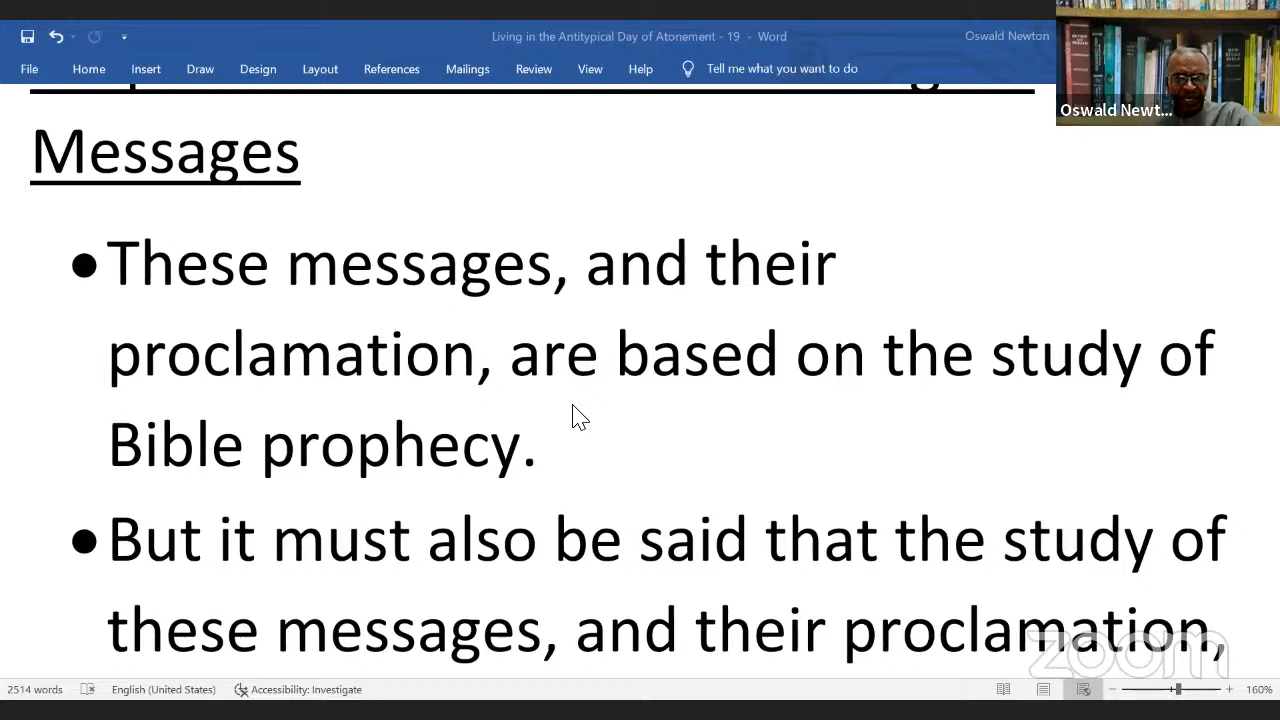 Living in the Antitypical Day of Atonement - 19 - Word
Oswald Newton
File Home Insert Draw Design Layout References Mailings Review View Help Tell me what you want to do
Oswald Newt...
Messages
• These messages, and their
proclamation, are based on the study of
Bible prophecy.
• But it must also be said that the study of
these messages, and their proclamation,
zoom
2514 words English (United States) Accessibility: Investigate 160%